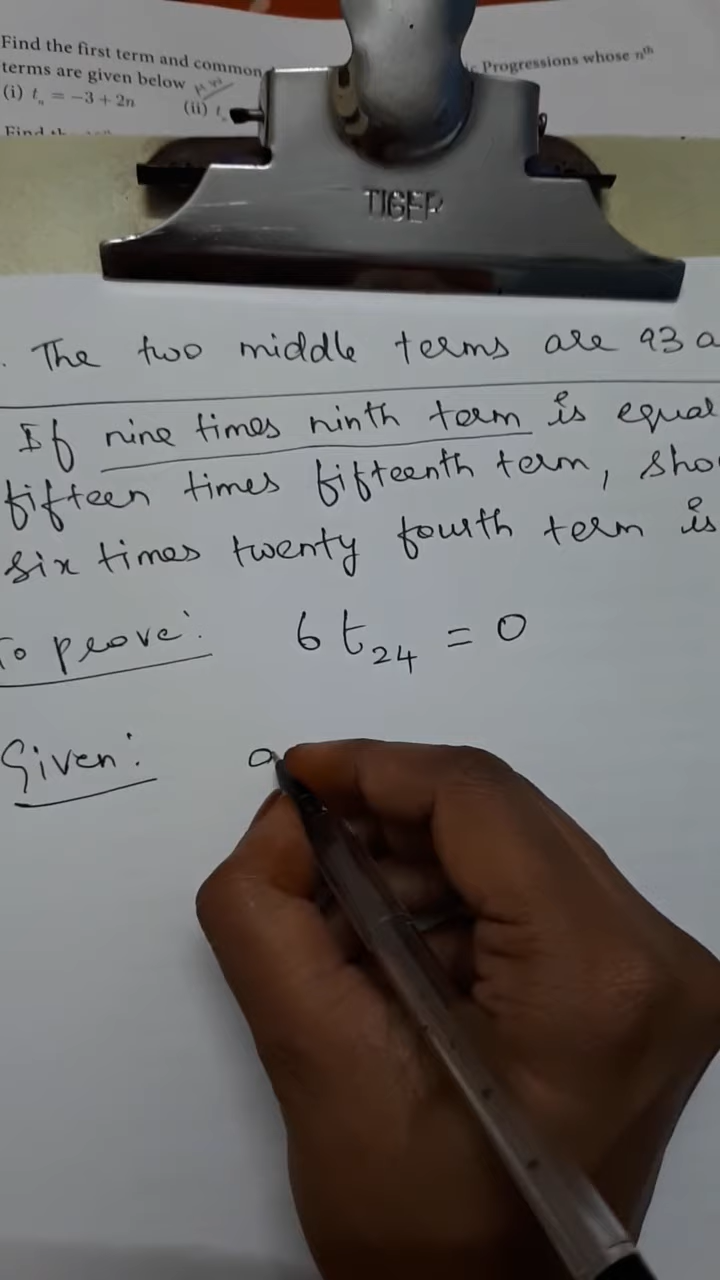 Find the first term and common
Progressions whose nth
terms are given below
(i) tn = -3 + 2n (ii) t
TIGER
The two middle terms are 93 a
If nine times ninth term is equal
fifteen times fifteenth term, sho
six times twenty fourth term is
To prove: 6 t24 = 0
Given: